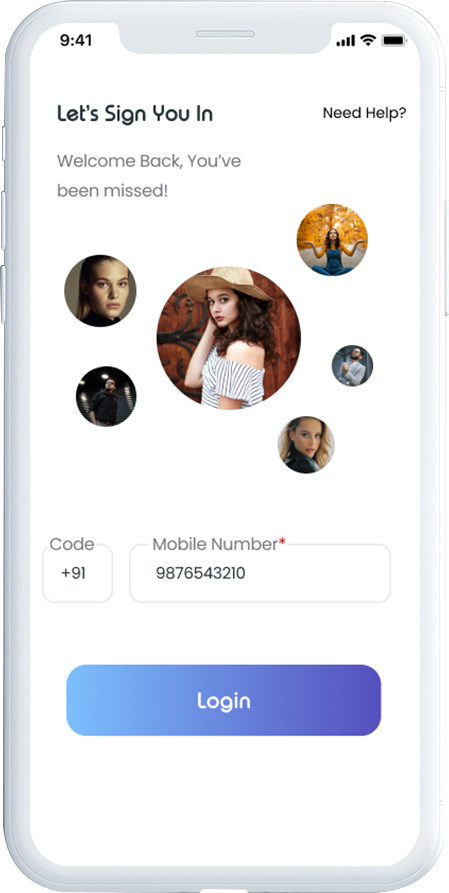 9:41
Let's Sign You In
Need Help?
Welcome Back, You've
been missed!
Code
Mobile Number*
+91
9876543210
Login